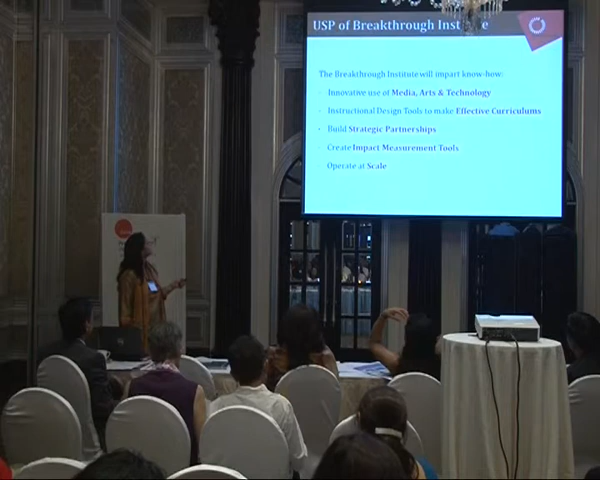 USP of Breakthrough Institute
The Breakthrough Institute will impart know-how:
Innovative use of Media, Arts & Technology
Instructional Design Tools to make Effective Curriculums
Build Strategic Partnerships
Create Impact Measurement Tools
Operate at Scale